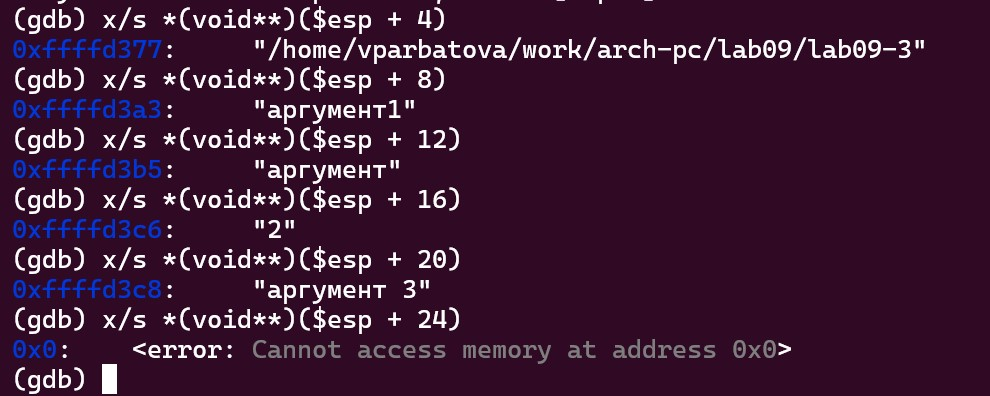 (gdb) x/s *(void**)($esp + 4)
0xffffd377:     "/home/vparbatova/work/arch-pc/lab09/lab09-3"
(gdb) x/s *(void**)($esp + 8)
0xffffd3a3:     "аргумент1"
(gdb) x/s *(void**)($esp + 12)
0xffffd3b5:     "аргумент"
(gdb) x/s *(void**)($esp + 16)
0xffffd3c6:     "2"
(gdb) x/s *(void**)($esp + 20)
0xffffd3c8:     "аргумент 3"
(gdb) x/s *(void**)($esp + 24)
0x0:    <error: Cannot access memory at address 0x0>
(gdb)